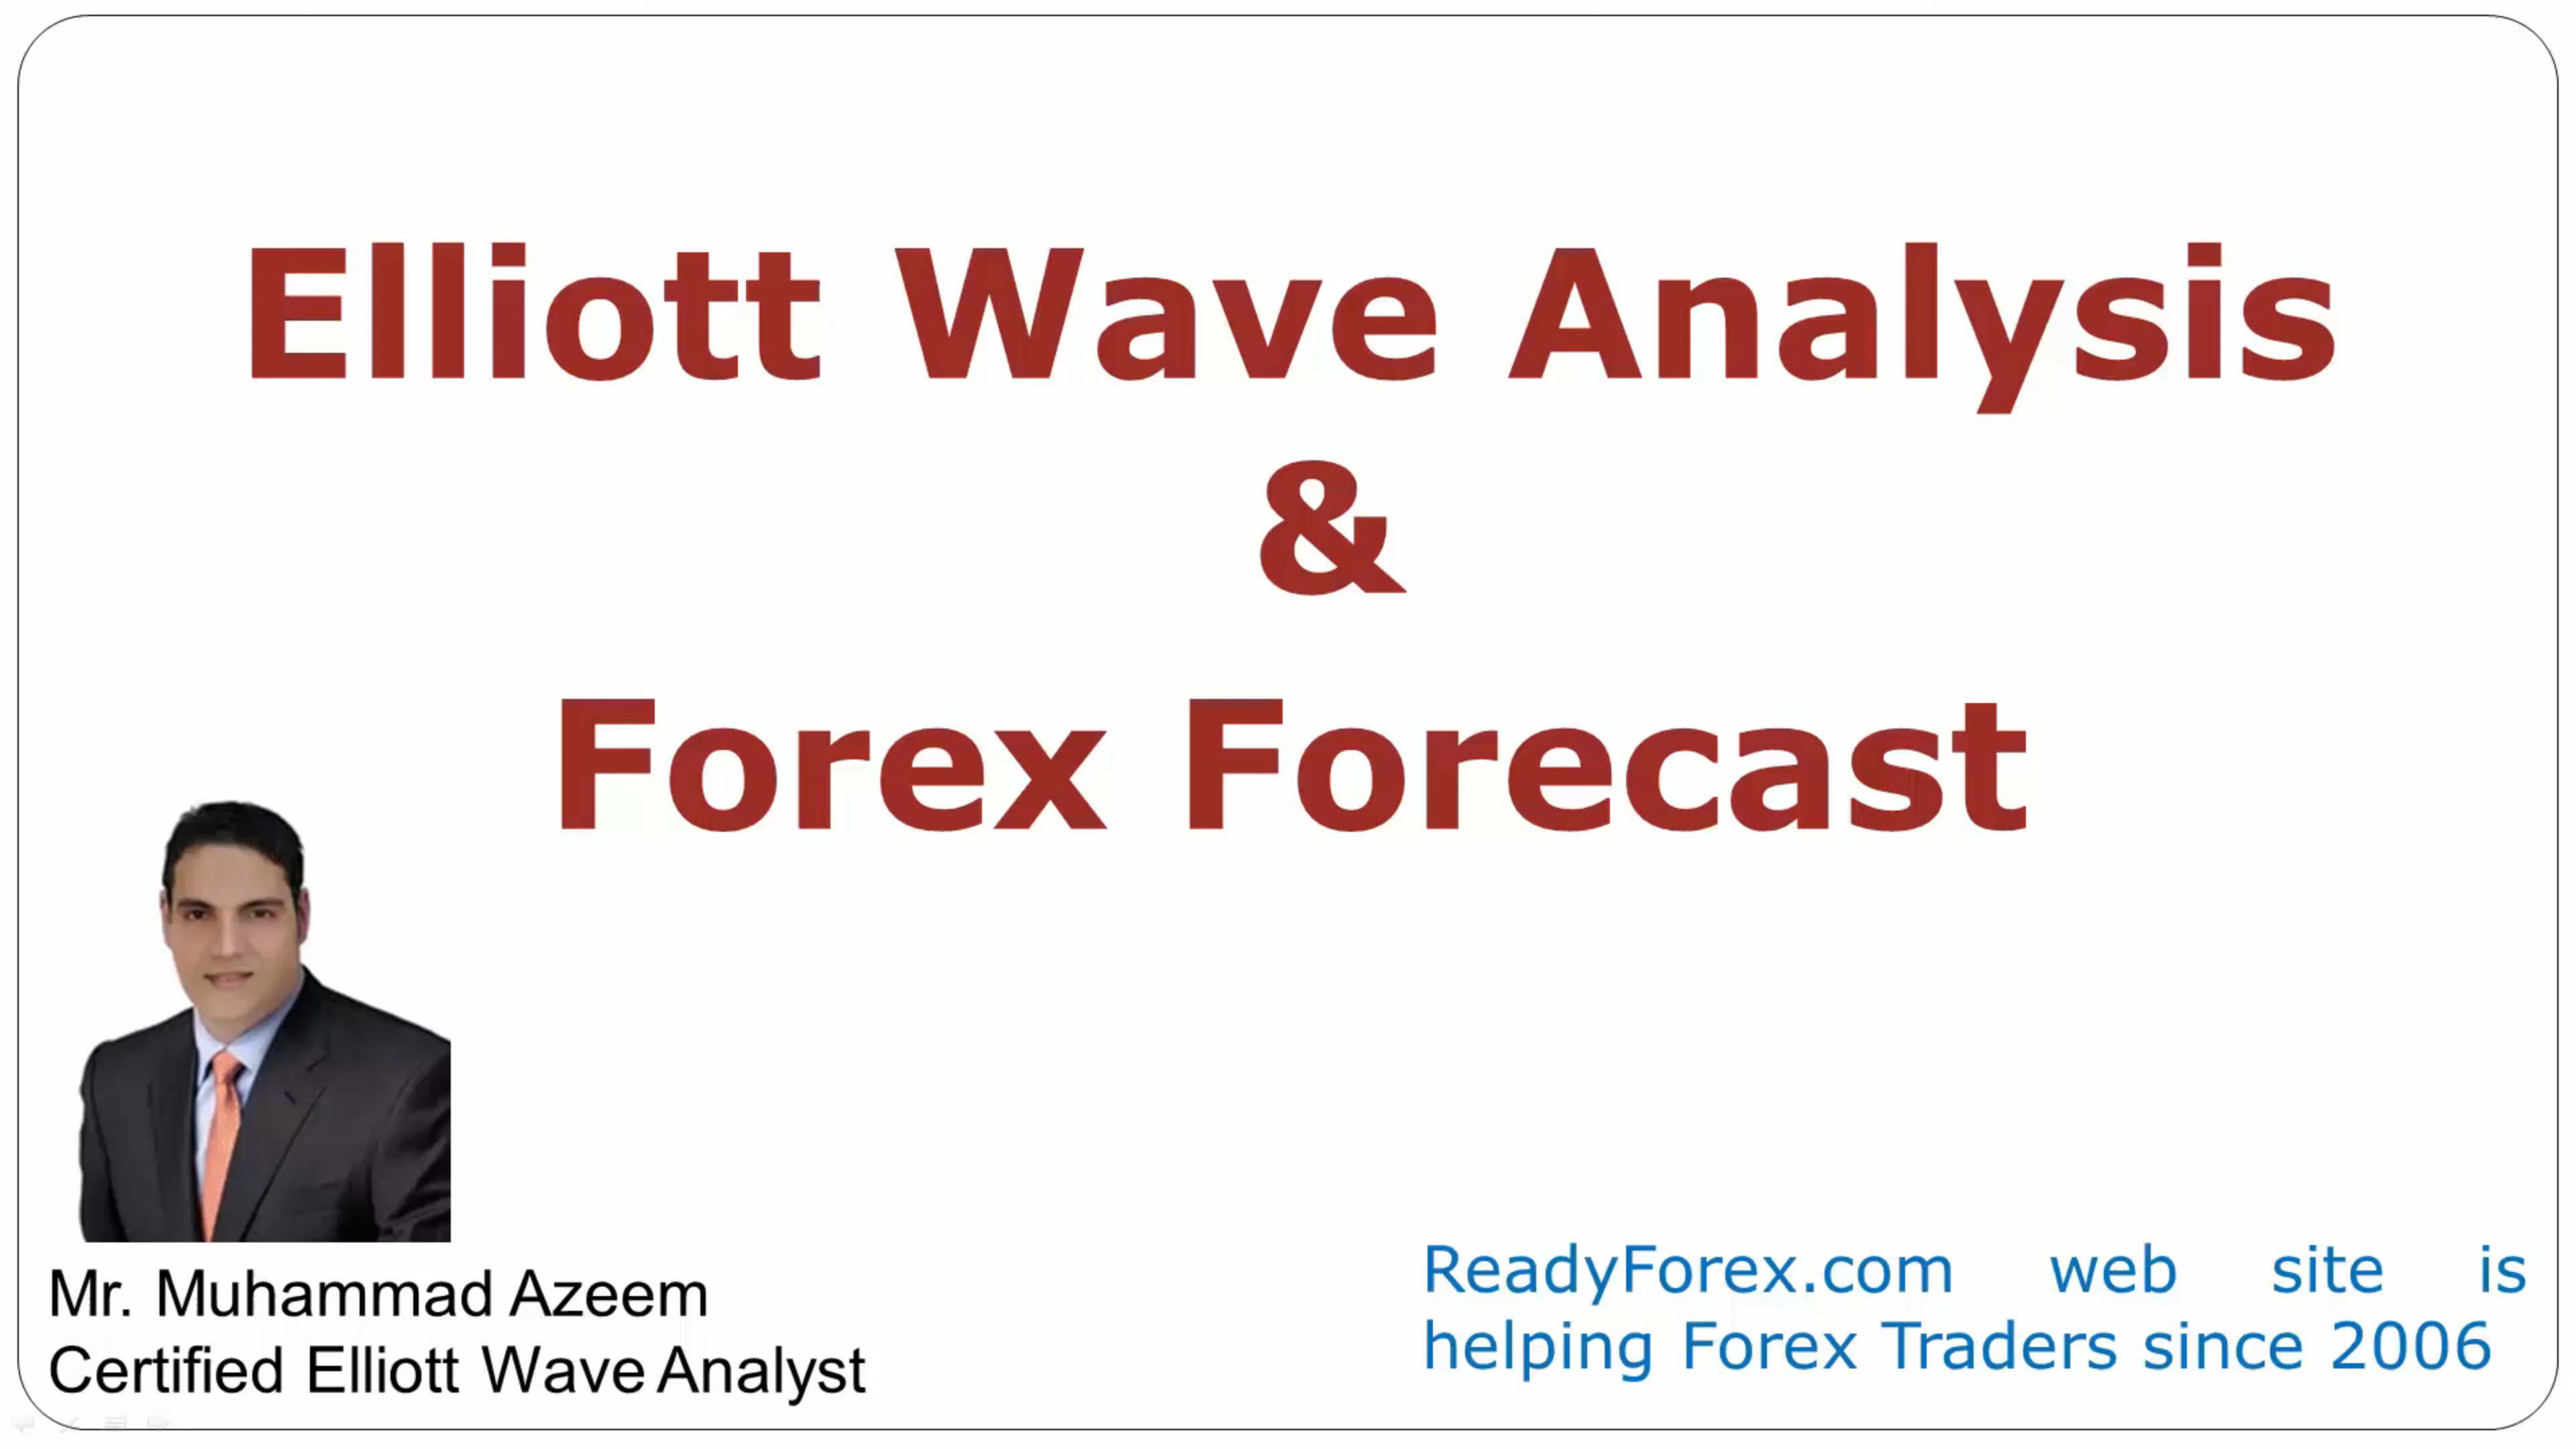 Elliott Wave Analysis
&
Forex Forecast
Mr. Muhammad Azeem
Certified Elliott Wave Analyst
ReadyForex.com web site is
helping Forex Traders since 2006